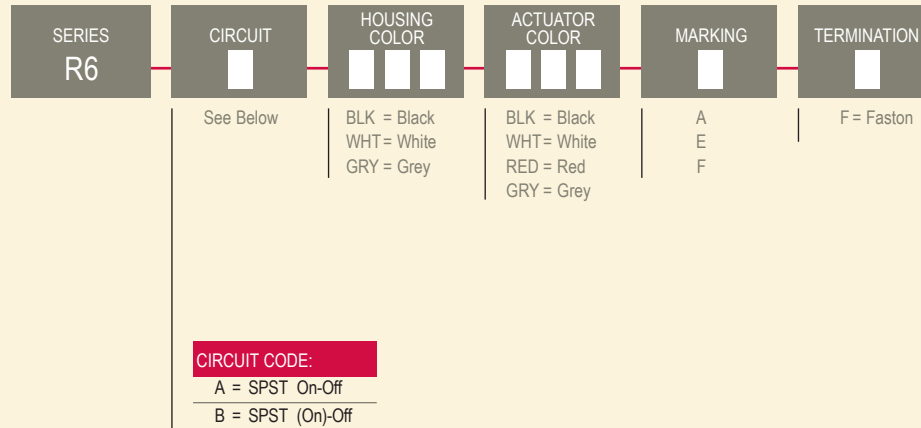 SERIES
R6
CIRCUIT
HOUSING
COLOR
ACTUATOR
COLOR
MARKING
TERMINATION
See Below
BLK = Black
WHT = White
GRY = Grey
BLK = Black
WHT = White
RED = Red
GRY = Grey
A
E
F
F = Faston
CIRCUIT CODE:
A = SPST On-Off
B = SPST (On)-Off